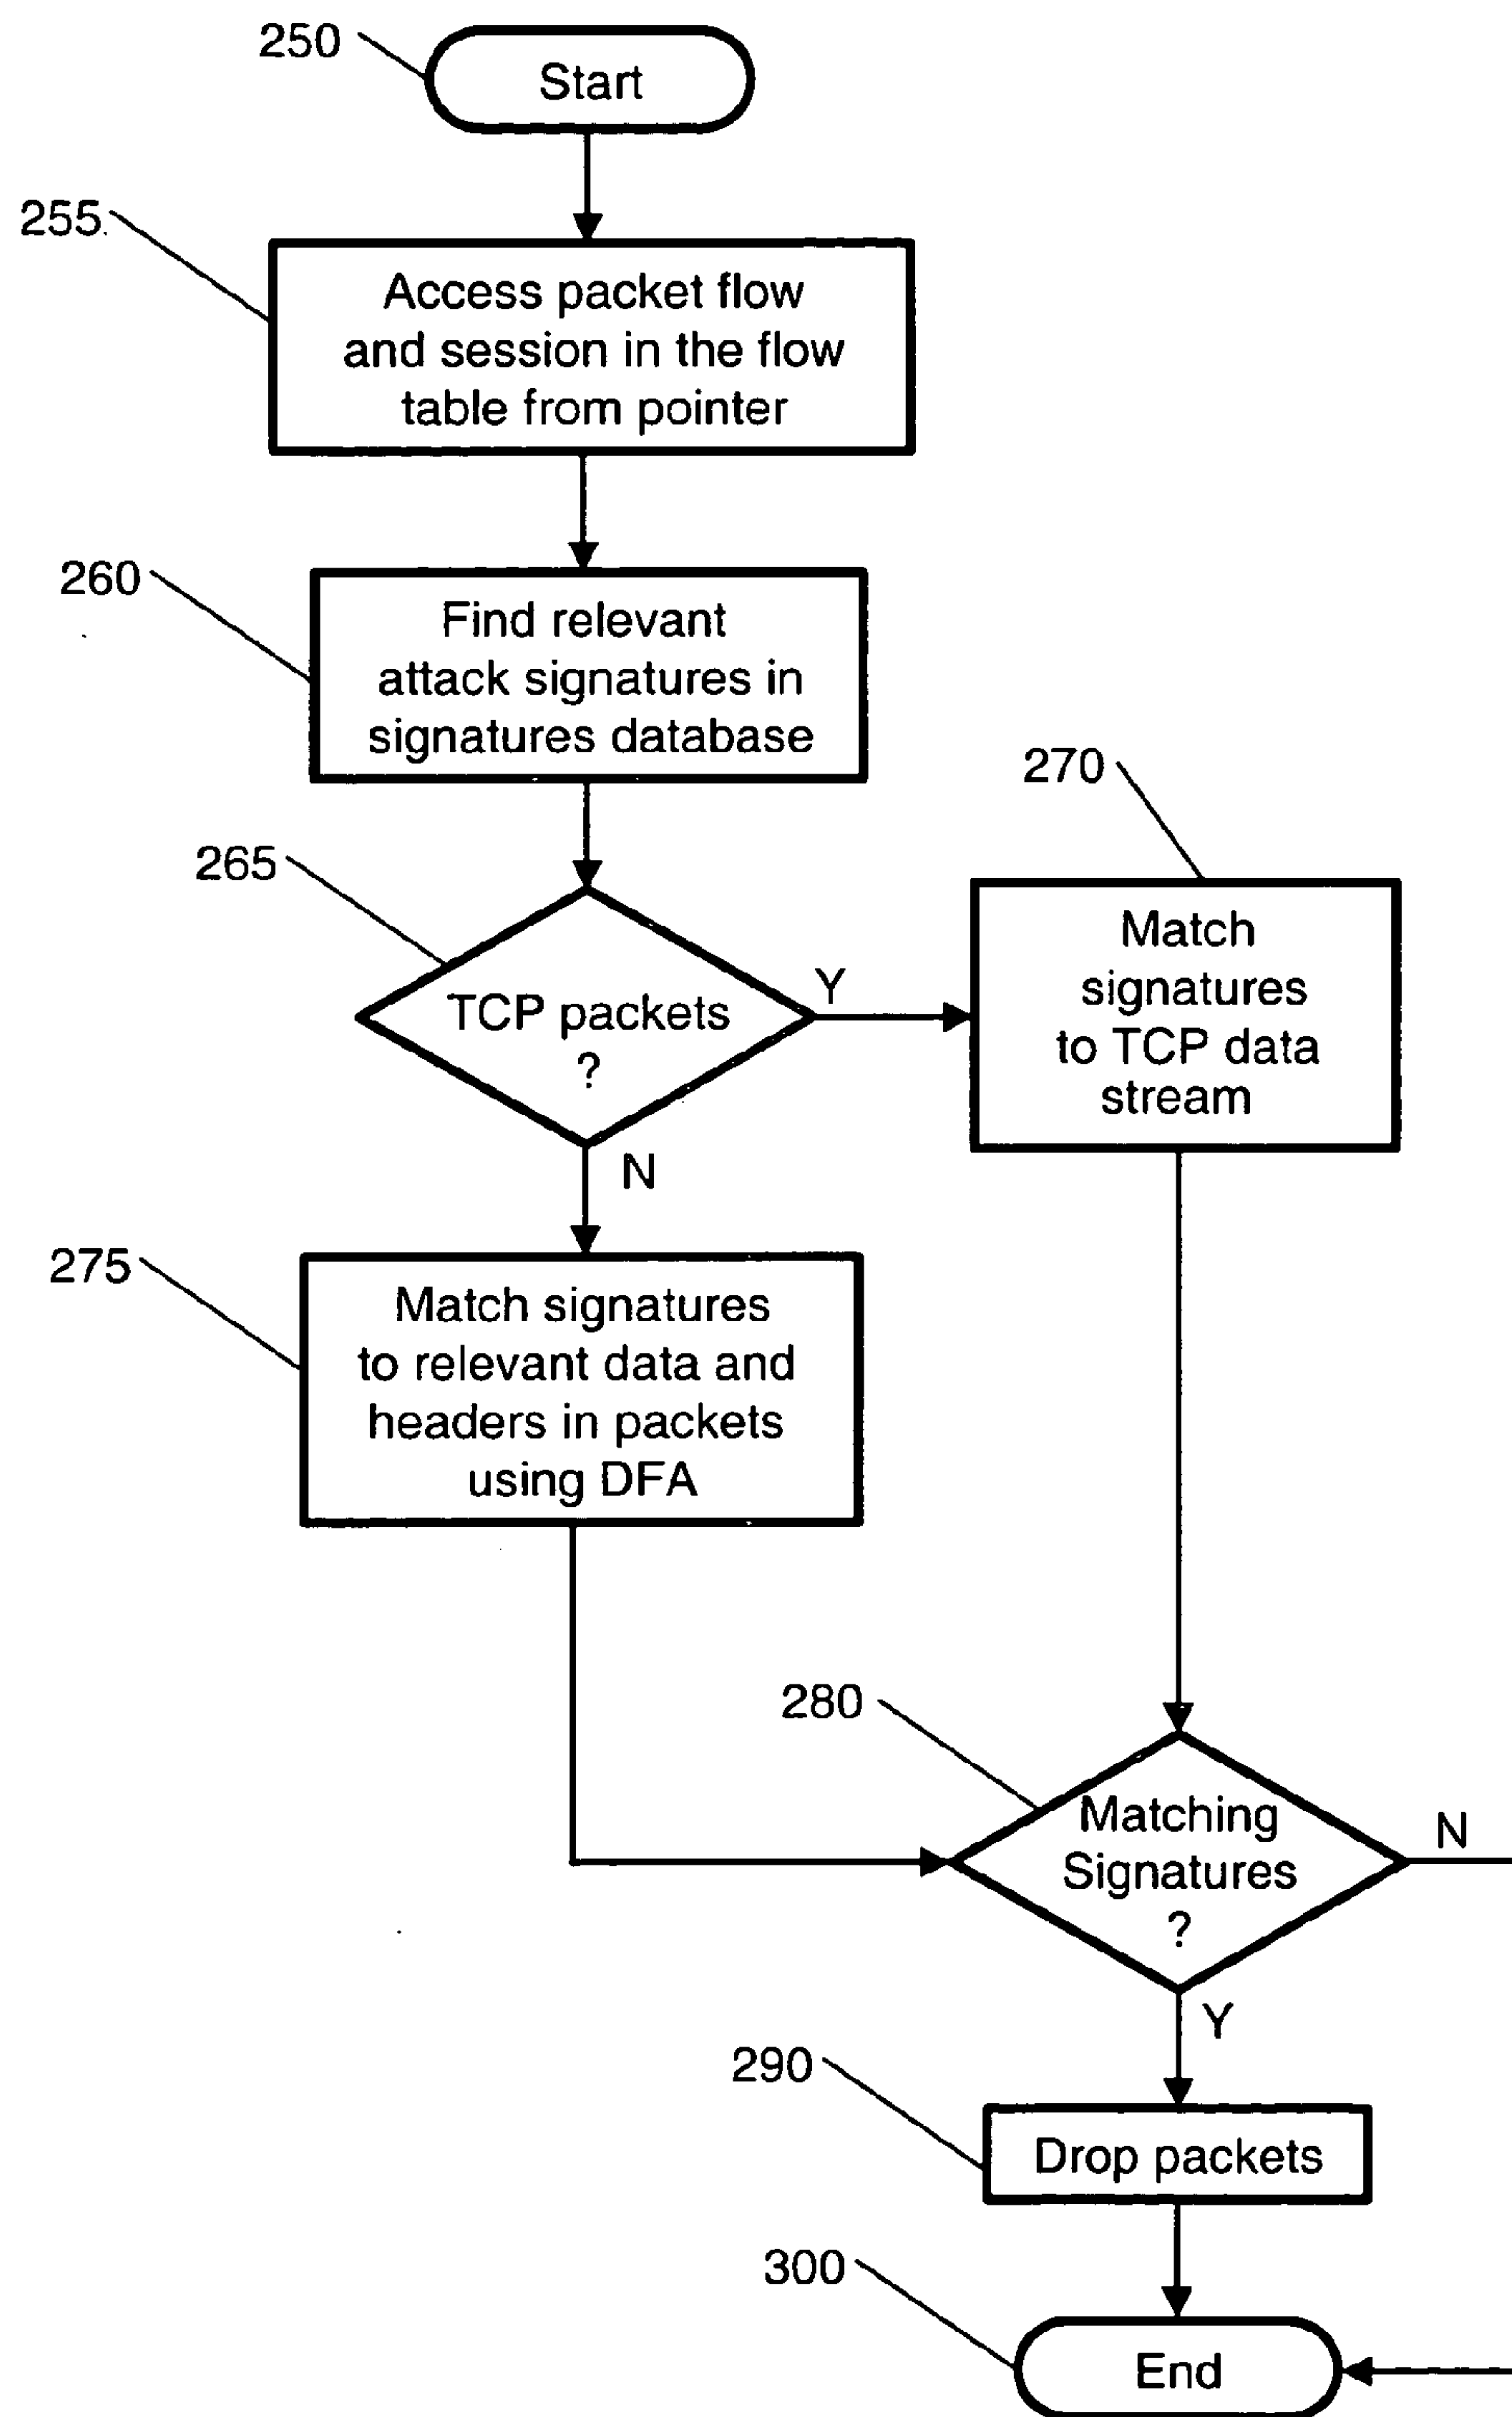 250
Start
255
Access packet flow
and session in the flow
table from pointer
260
Find relevant
attack signatures in
signatures database
265
TCP packets
?
Y
N
270
Match
signatures
to TCP data
stream
275
Match signatures
to relevant data and
headers in packets
using DFA
280
Matching
Signatures
?
N
Y
290
Drop packets
300
End